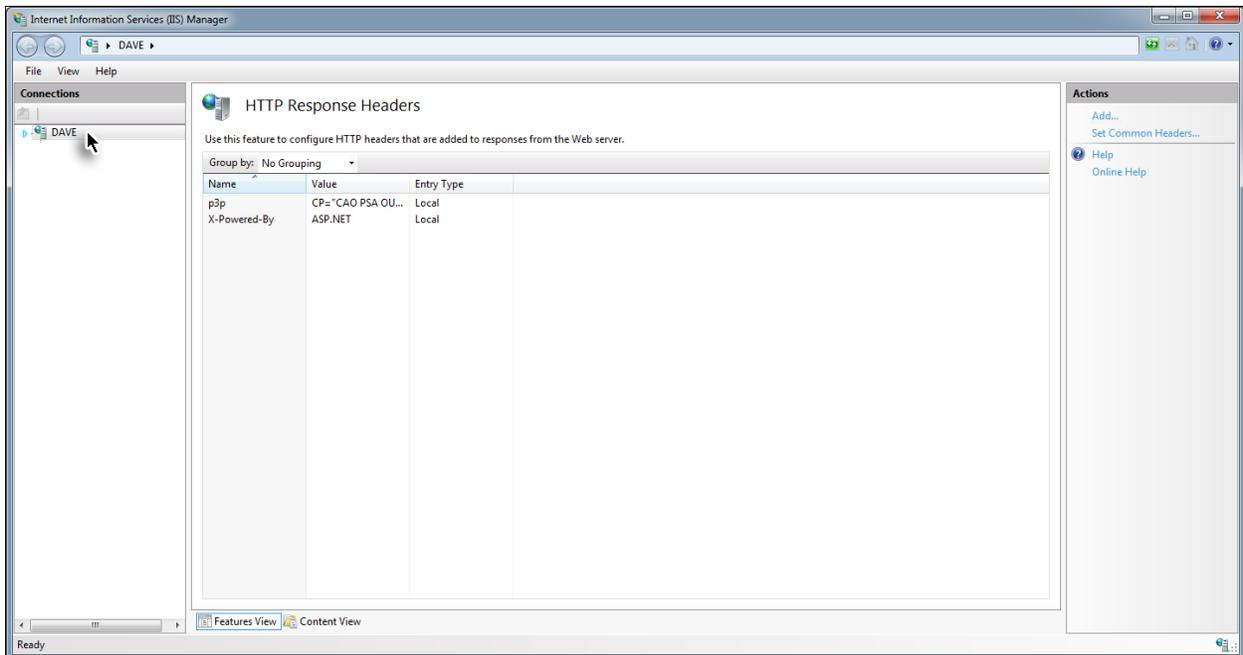 Internet Information Services (IIS) Manager
DAVE
File View Help
Connections
DAVE
HTTP Response Headers
Use this feature to configure HTTP headers that are added to responses from the Web server.
Group by: No Grouping
Name Value Entry Type
p3p CP="CAO PSA OU... Local
X-Powered-By ASP.NET Local
Features View Content View
Actions
Add...
Set Common Headers...
Help
Online Help
Ready